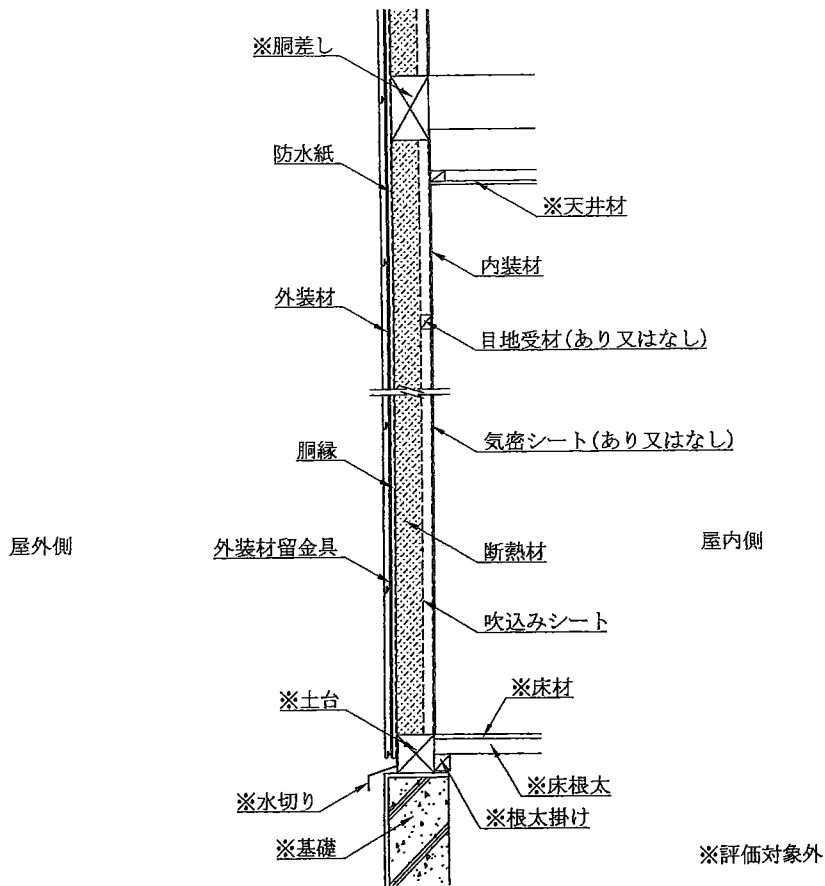 ※胴差し
防水紙
※天井材
内装材
外装材
目地受材(あり又はなし)
気密シート(あり又はなし)
胴縁
屋外側
外装材留金具
断熱材
屋内側
吹込みシート
※床材
※土台
※床根太
※水切り
※根太掛け
※基礎
※評価対象外